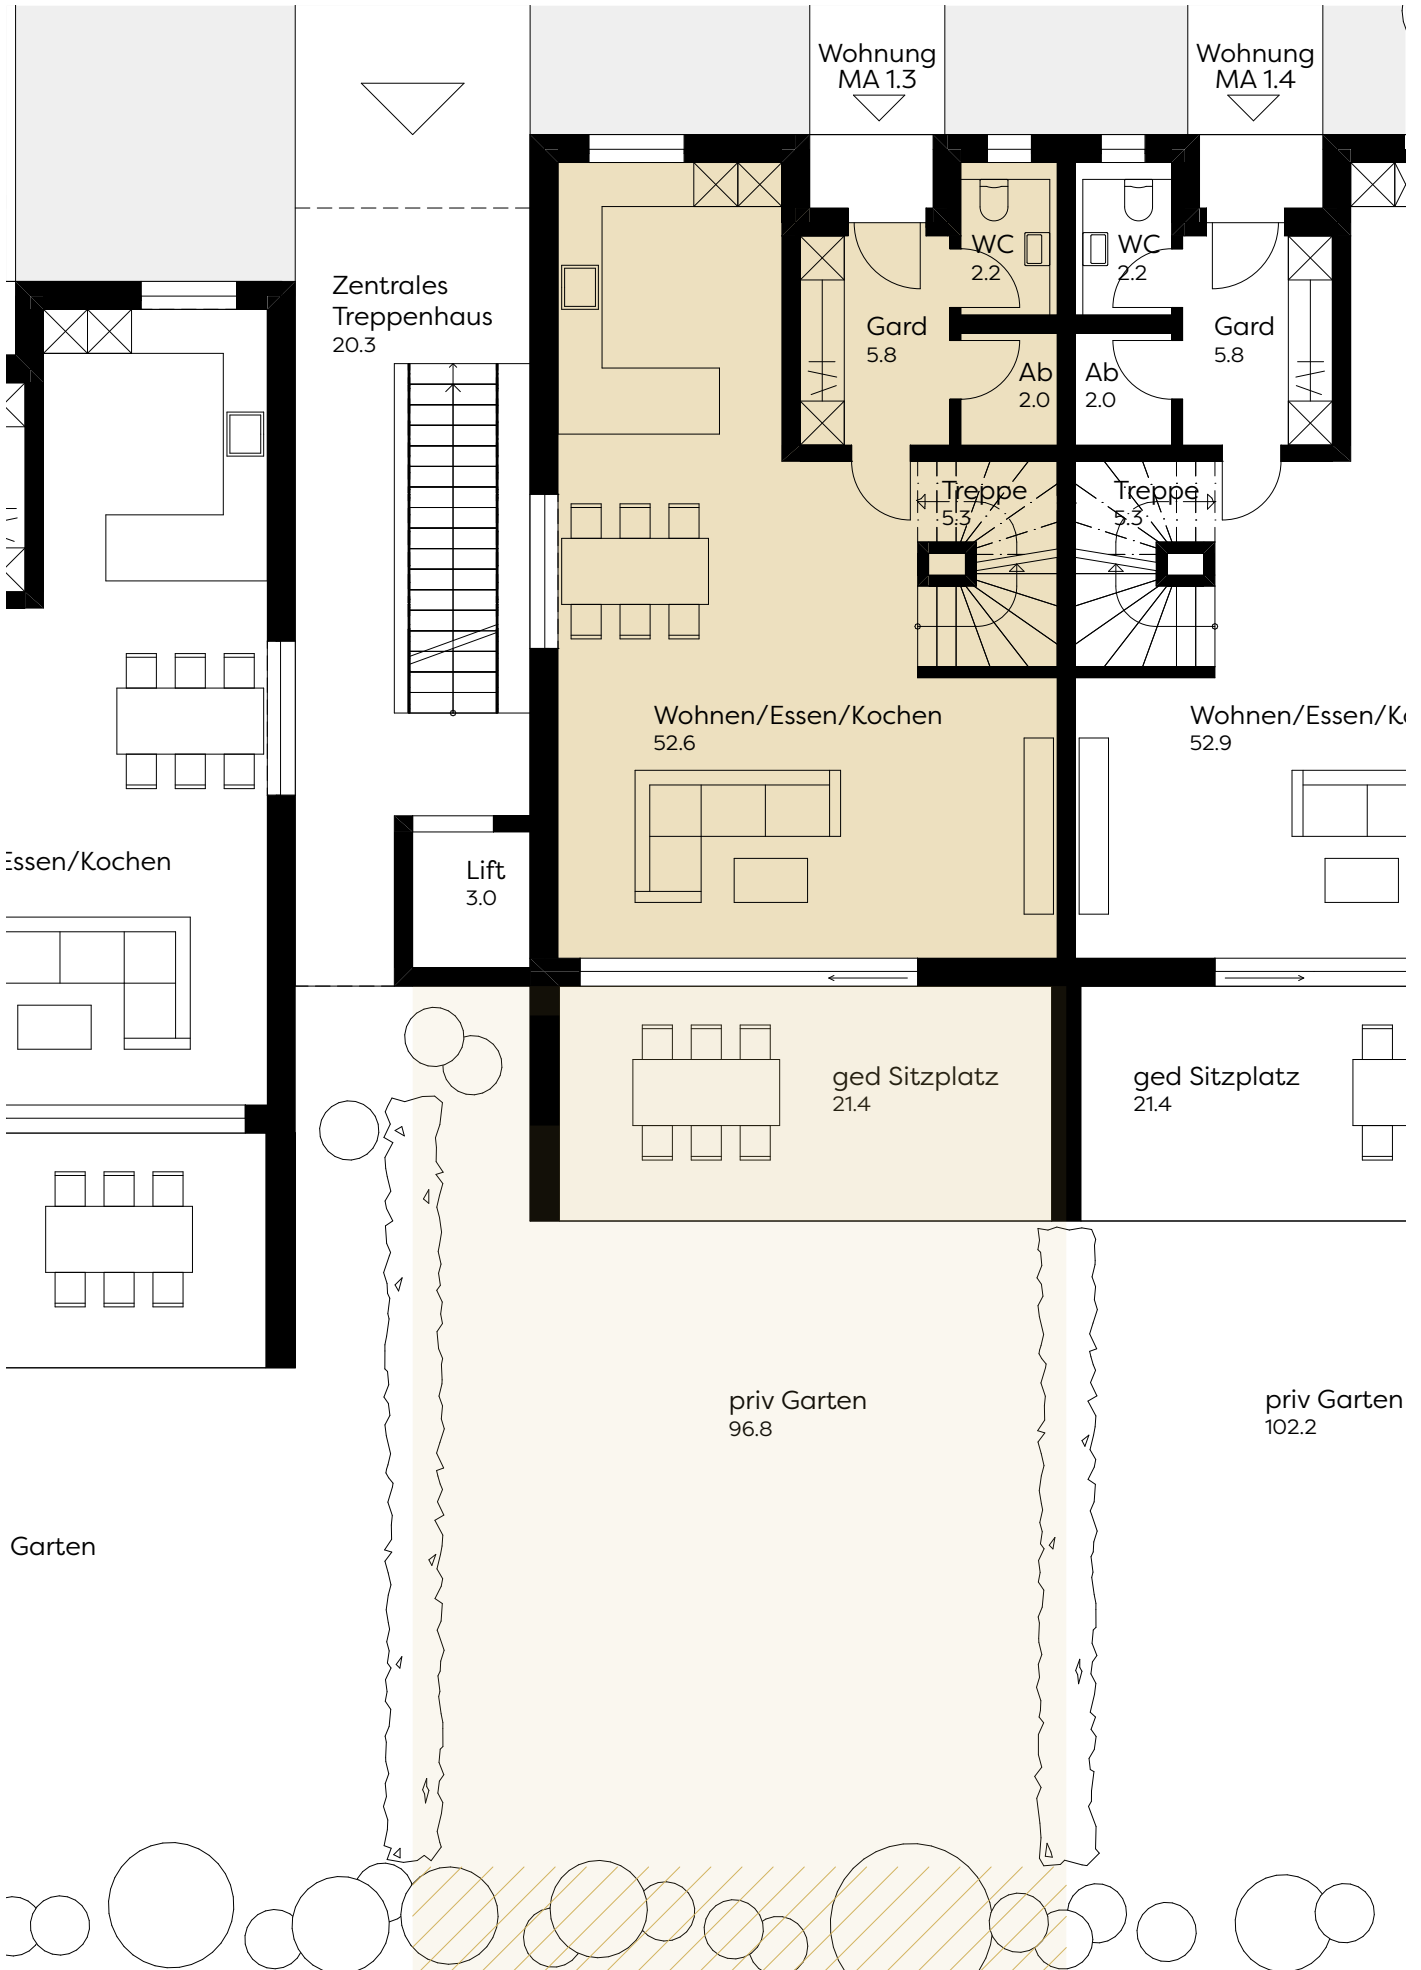 Wohnung
MA 1.3
Wohnung
MA 1.4
Zentrales
Treppenhaus
20.3
WC
2.2
WC
2.2
Gard
5.8
Gard
5.8
Ab
2.0
Ab
2.0
Treppe
5.3
Treppe
5.3
Wohnen/Essen/Kochen
52.6
Wohnen/Essen/Ko
52.9
Essen/Kochen
Lift
3.0
ged Sitzplatz
21.4
ged Sitzplatz
21.4
priv Garten
96.8
priv Garten
102.2
Garten